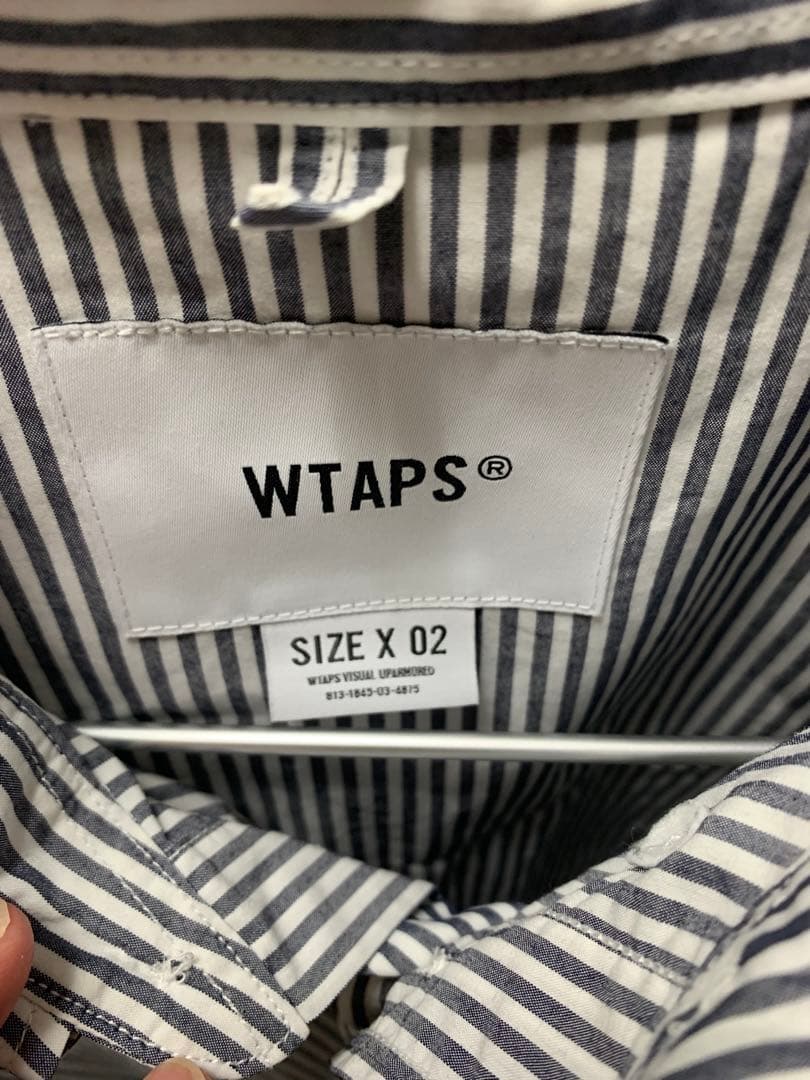 WTAPS®
SIZE X 02
WTAPS VISUAL UPARMORED
813-1845-03-4875